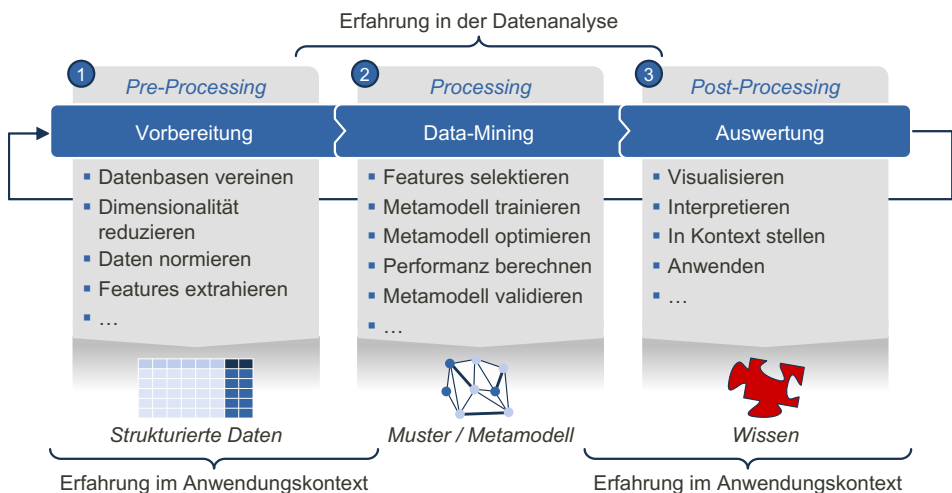 Erfahrung in der Datenanalyse
1
Pre-Processing
Vorbereitung
▪ Datenbasen vereinen
▪ Dimensionalität
reduzieren
▪ Daten normieren
▪ Features extrahieren
▪ …
Strukturierte Daten
2
Processing
Data-Mining
▪ Features selektieren
▪ Metamodell trainieren
▪ Metamodell optimieren
▪ Performanz berechnen
▪ Metamodell validieren
▪ …
Muster / Metamodell
3
Post-Processing
Auswertung
▪ Visualisieren
▪ Interpretieren
▪ In Kontext stellen
▪ Anwenden
▪ …
Wissen
Erfahrung im Anwendungskontext
Erfahrung im Anwendungskontext